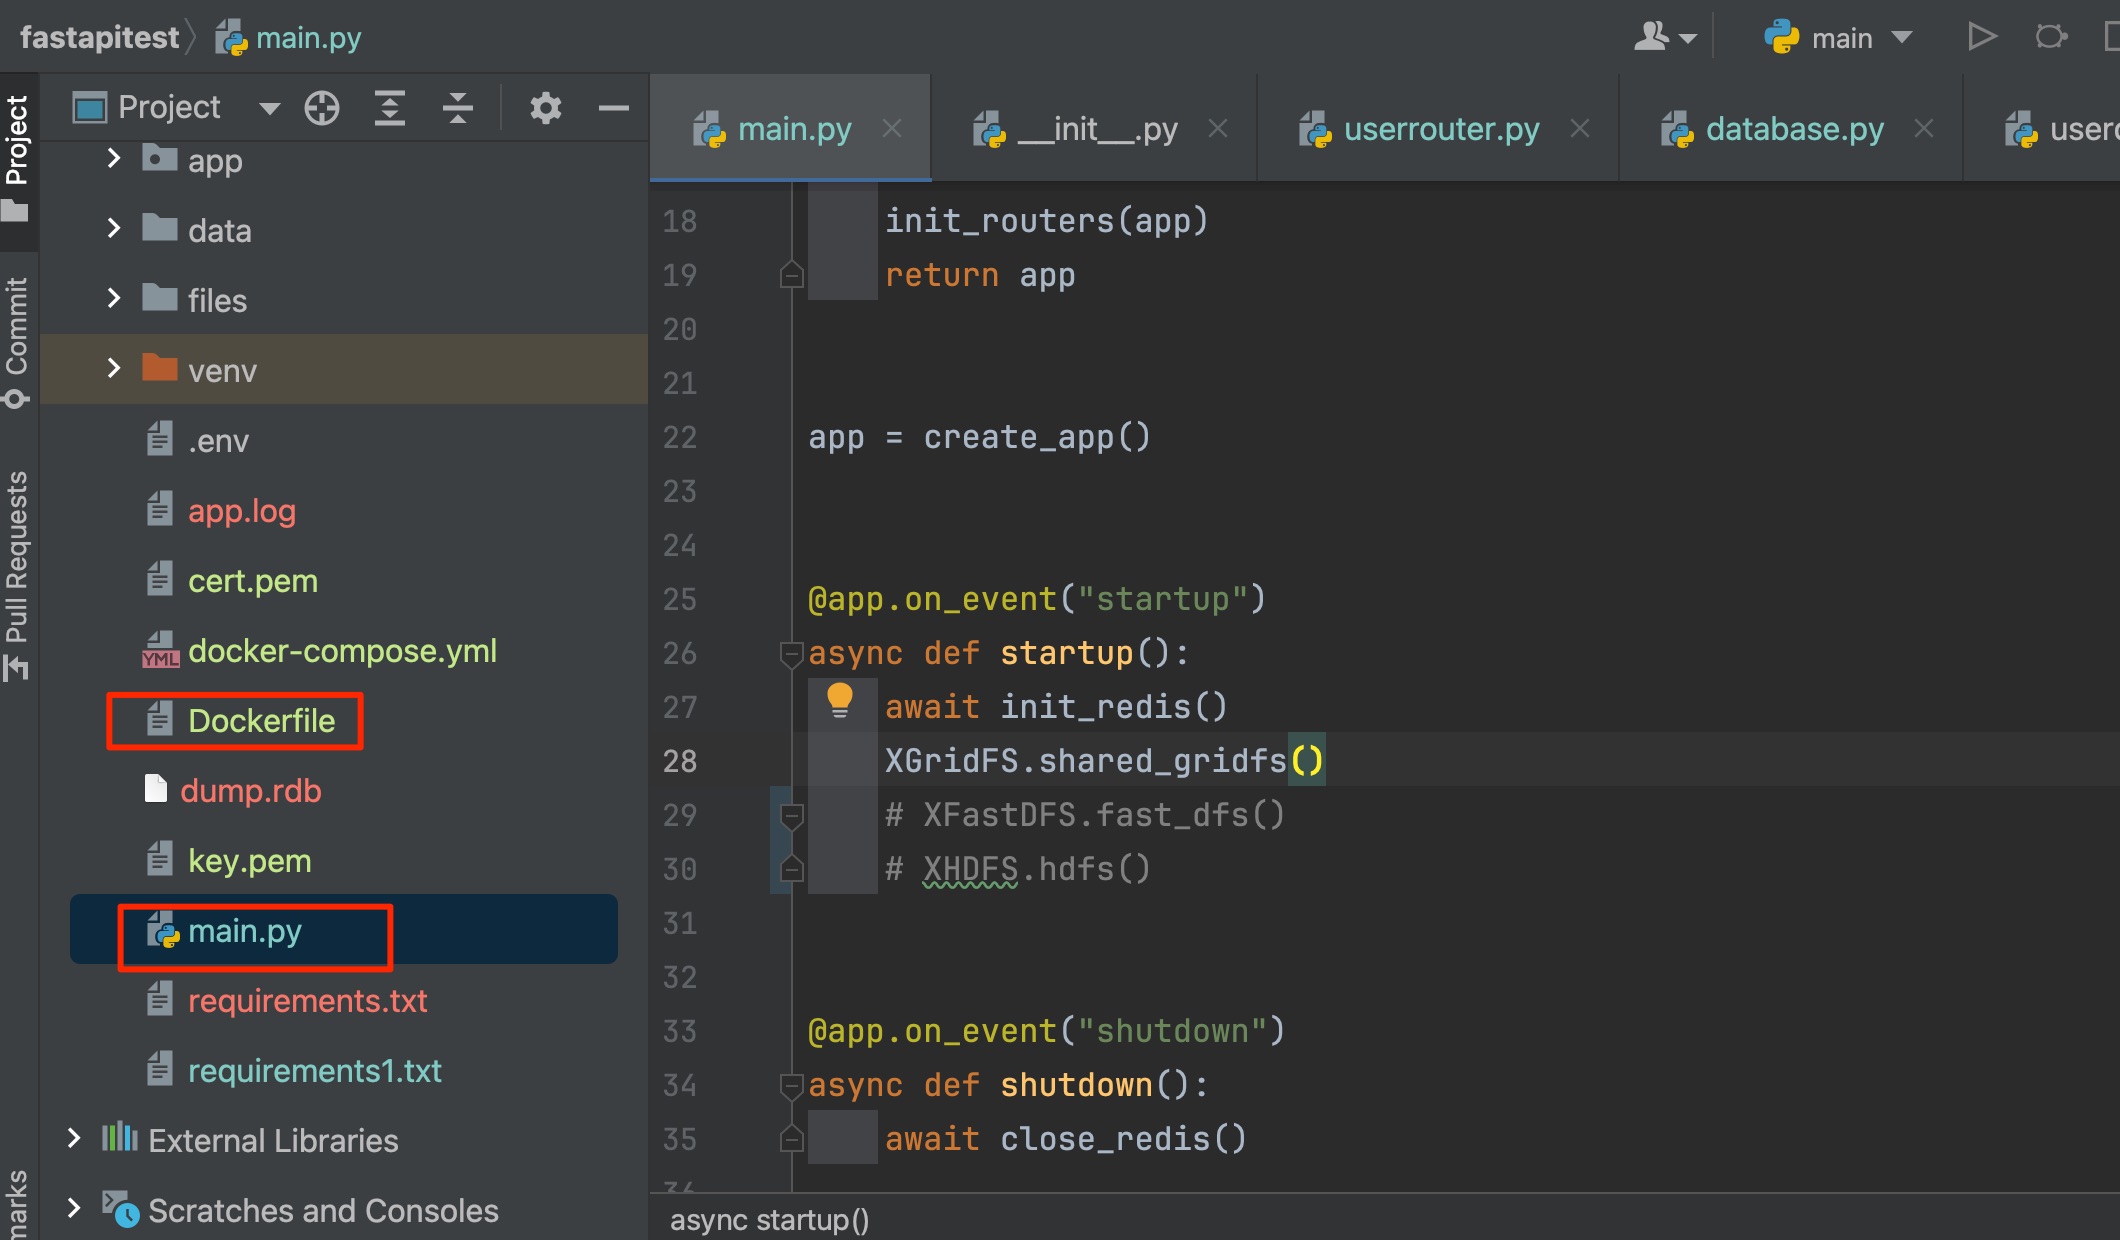 fastapitest main.py
main
Project
Commit
Pull Requests
Project
app
data
files
venv
.env
app.log
cert.pem
YML docker-compose.yml
Dockerfile
dump.rdb
key.pem
main.py
requirements.txt
requirements1.txt
External Libraries
Scratches and Consoles
main.py __init__.py userrouter.py database.py
18 init_routers(app)
19 return app
20
21
22 app = create_app()
23
24
25 @app.on_event("startup")
26 async def startup():
27 await init_redis()
28 XGridFS.shared_gridfs()
29 # XFastDFS.fast_dfs()
30 # XHDFS.hdfs()
31
32
33 @app.on_event("shutdown")
34 async def shutdown():
35 await close_redis()
async startup()